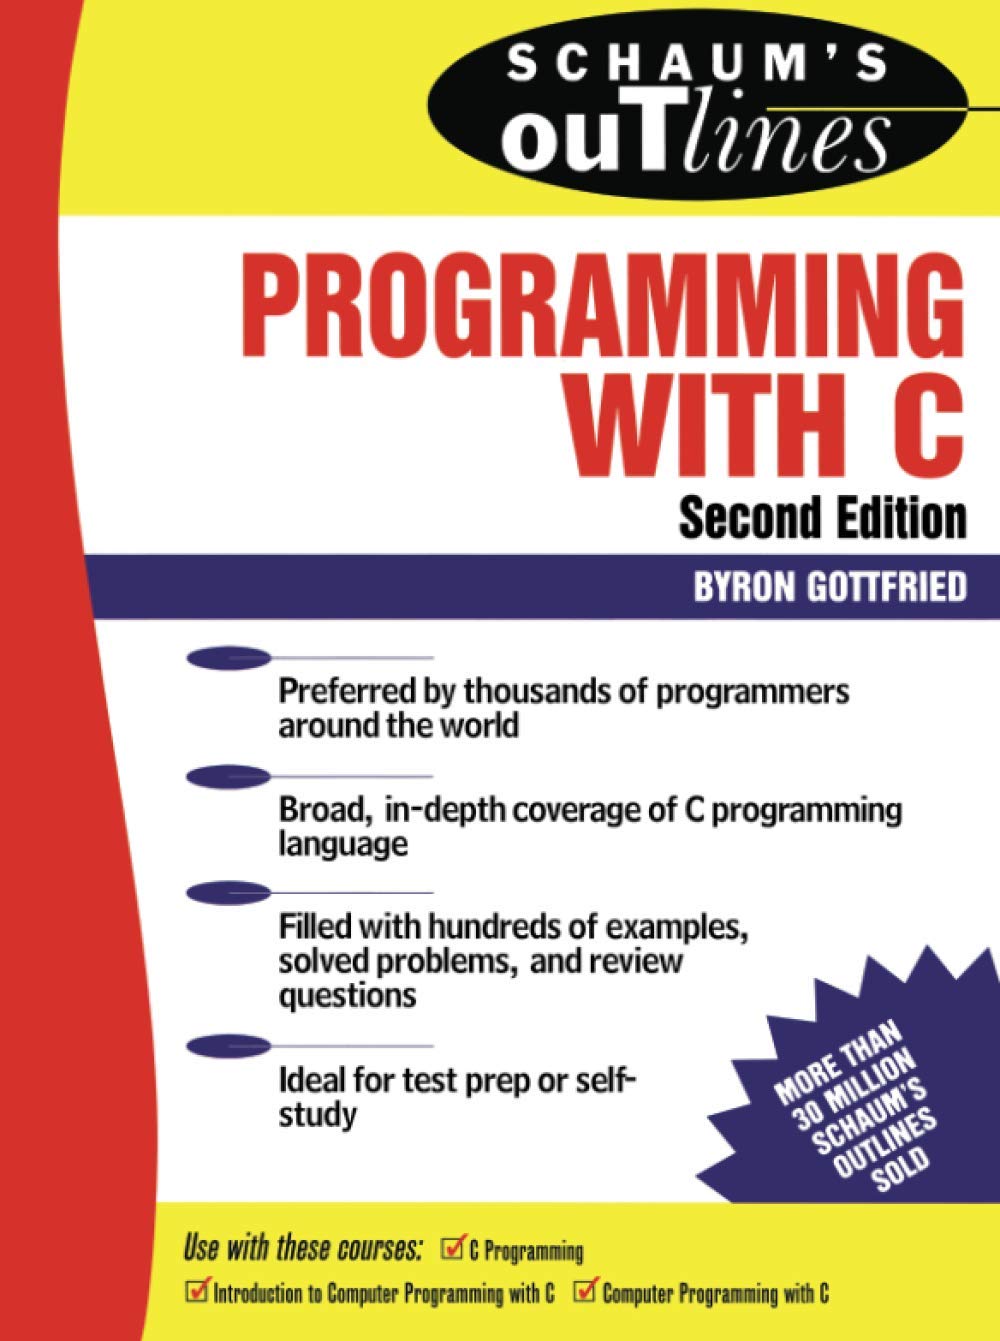 SCHAUM'S
ouTlines
PROGRAMMING
WITH C
Second Edition
BYRON GOTTFRIED
Preferred by thousands of programmers
around the world
Broad, in-depth coverage of C programming
language
Filled with hundreds of examples,
solved problems, and review
questions
Ideal for test prep or self-
study
MORE THAN
30 MILLION
SCHAUM'S
OUTLINES
SOLD
Use with these courses: C Programming
Introduction to Computer Programming with C Computer Programming with C